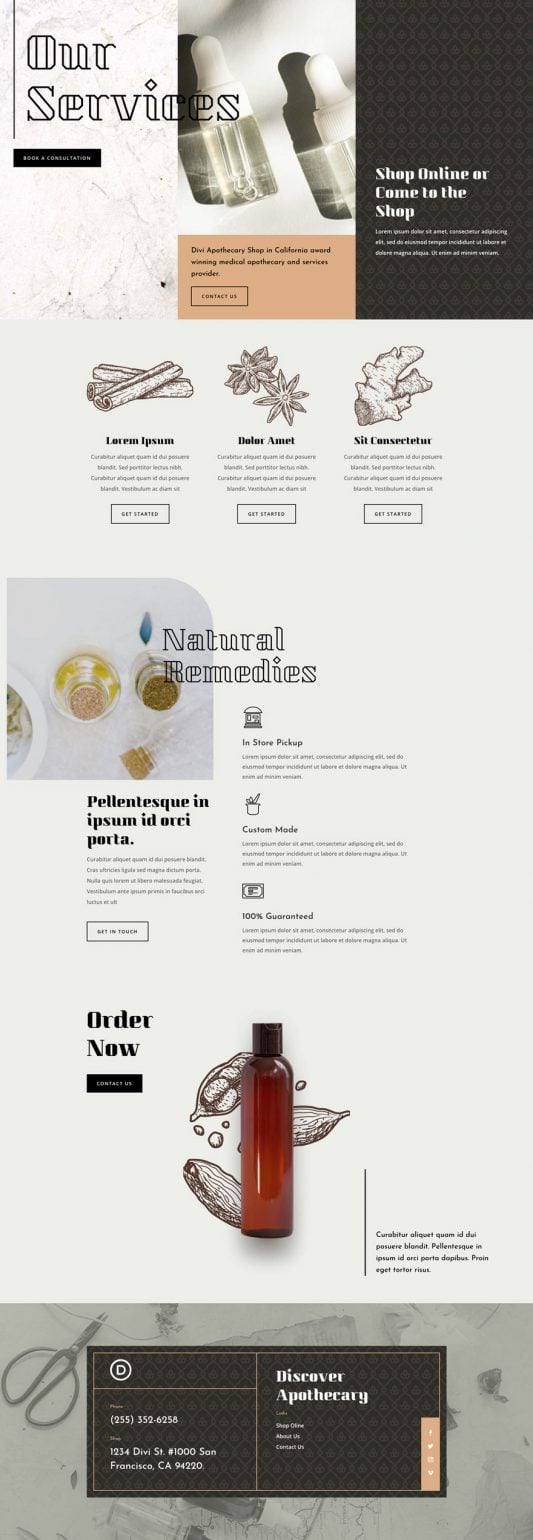 Our
Services
BOOK A CONSULTATION
Divi Apothecary Shop in California award
winning medical apothecary and services
provider.
CONTACT US
Shop Online or
Come to the
Shop
Lorem ipsum dolor sit amet, consectetur adipiscing
elit, sed do eiusmod tempor incididunt ut labore et
dolore magna aliqua. Ut enim ad minim veniam.
Lorem Ipsum
Curabitur aliquet quam id dui posuere
blandit. Sed porttitor lectus nibh.
Curabitur aliquet quam id dui posuere
blandit. Vestibulum ac diam sit
GET STARTED
Dolor Amet
Curabitur aliquet quam id dui posuere
blandit. Sed porttitor lectus nibh.
Curabitur aliquet quam id dui posuere
blandit. Vestibulum ac diam sit
GET STARTED
Sit Consectetur
Curabitur aliquet quam id dui posuere
blandit. Sed porttitor lectus nibh.
Curabitur aliquet quam id dui posuere
blandit. Vestibulum ac diam sit
GET STARTED
Natural
Remedies
Pellentesque in
ipsum id orci
porta.
Curabitur aliquet quam id dui posuere blandit.
Cras ultricies ligula sed magna dictum porta.
Nulla quis lorem ut libero malesuada feugiat.
Vestibulum ante ipsum primis in faucibus orci
luctus et ult
GET IN TOUCH
In Store Pickup
Lorem ipsum dolor sit amet, consectetur adipiscing elit, sed do
eiusmod tempor incididunt ut labore et dolore magna aliqua. Ut
enim ad minim veniam.
Custom Made
Lorem ipsum dolor sit amet, consectetur adipiscing elit, sed do
eiusmod tempor incididunt ut labore et dolore magna aliqua. Ut
enim ad minim veniam.
100% Guaranteed
Lorem ipsum dolor sit amet, consectetur adipiscing elit, sed do
eiusmod tempor incididunt ut labore et dolore magna aliqua. Ut
enim ad minim veniam.
Order
Now
CONTACT US
Curabitur aliquet quam id dui
posuere blandit. Pellentesque in
ipsum id orci porta dapibus. Proin
eget tortor risus.
D
Phone
(255) 352-6258
Shop
1234 Divi St. #1000 San
Francisco, CA 94220.
Discover
Apothecary
Links
Shop Oline
About Us
Contact Us